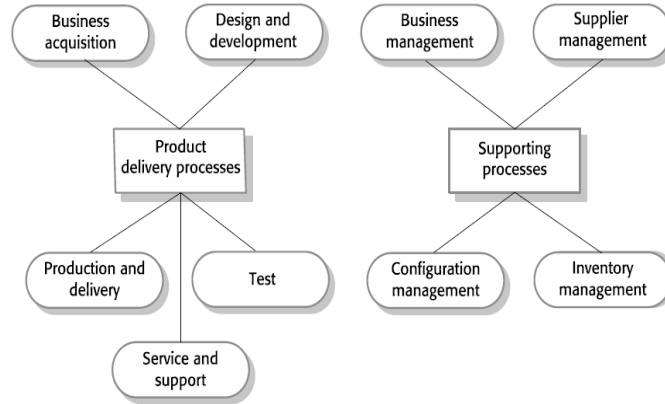 Business
acquisition
Design and
development
Business
management
Supplier
management
Product
delivery processes
Supporting
processes
Production and
delivery
Test
Configuration
management
Inventory
management
Service and
support